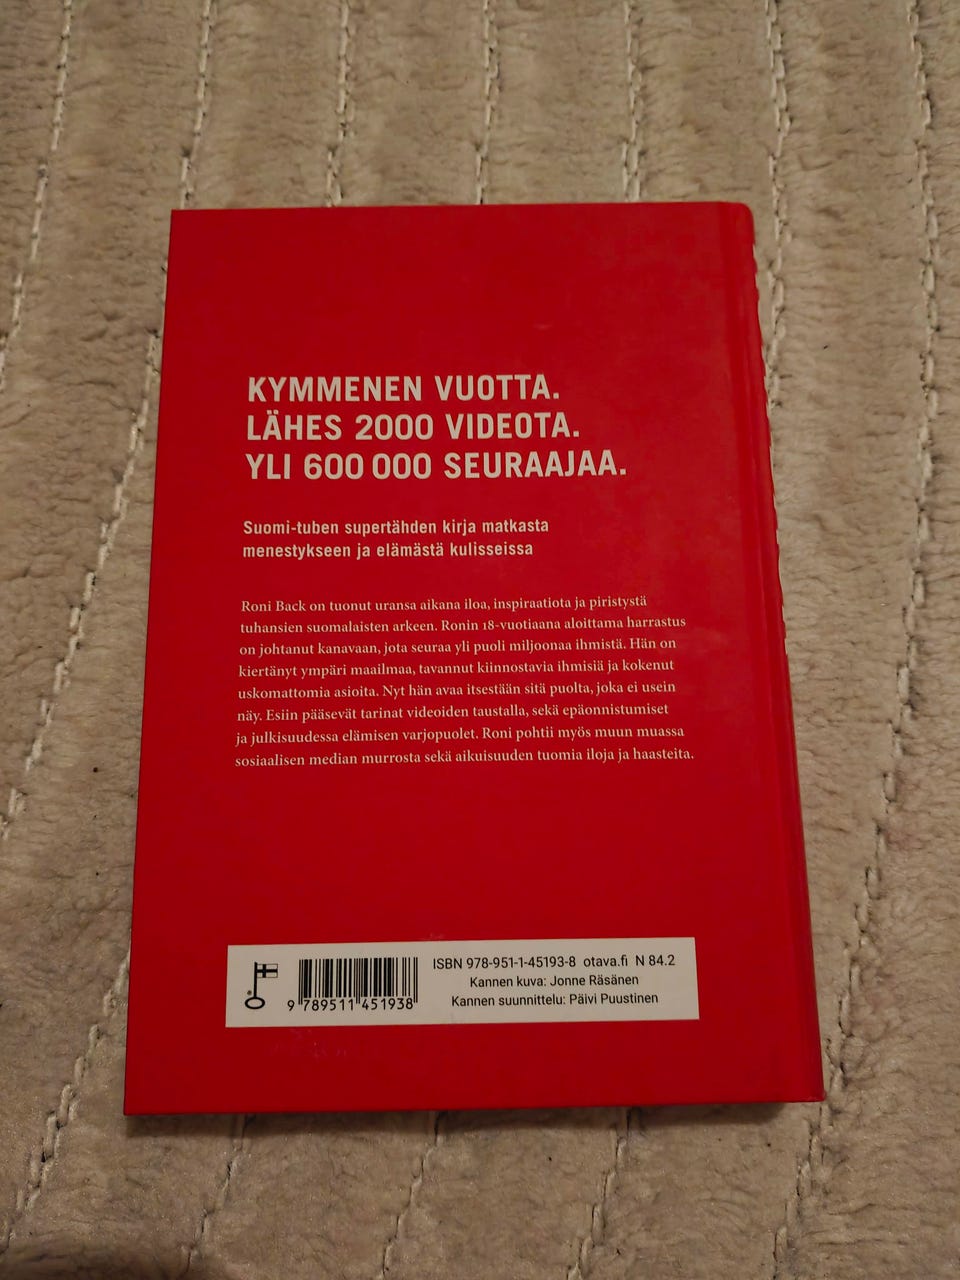 KYMMENEN VUOTTA.
LÄHES 2000 VIDEOTA.
YLI 600 000 SEURAAJAA.
Suomi-tuben supertähden kirja matkasta
menestykseen ja elämästä kulisseissa
Roni Back on tuonut uransa aikana iloa, inspiraatiota ja piristystä
tuhansien suomalaisten arkeen. Ronin 18-vuotiaana aloittama harrastus
on johtanut kanavaan, jota seuraa yli puoli miljoonaa ihmistä. Hän on
kiertänyt ympäri maailmaa, tavannut kiinnostavia ihmisiä ja kokenut
uskomattomia asioita. Nyt hän avaa itsestään sitä puolta, joka ei usein
näy. Esiin pääsevät tarinat videoiden taustalla, sekä epäonnistumiset
ja julkisuudessa elämisen varjopuolet. Roni pohtii myös muun muassa
sosiaalisen median murrosta sekä aikuisuuden tuomia iloja ja haasteita.
ISBN 978-951-1-45193-8 otava.fi N 84.2
Kannen kuva: Jonne Räsänen
Kannen suunnittelu: Päivi Puustinen
9 789511 451938